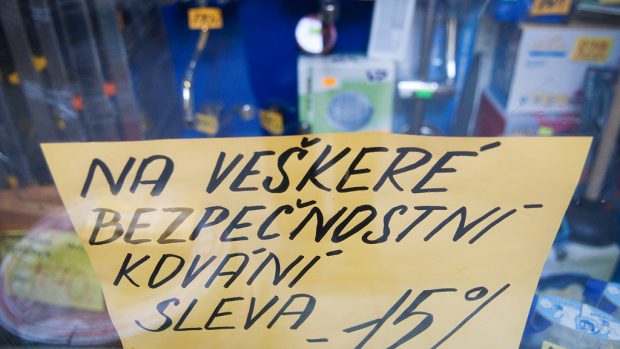 NA VEŠKERÉ
BEZPEČNOSTNÍ
KOVÁNÍ
SLEVA -15%